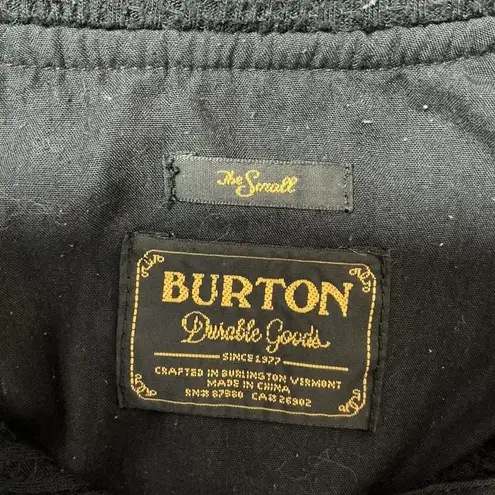 The Small
BURTON
Durable Goods
SINCE 1977
CRAFTED IN BURLINGTON VERMONT
MADE IN CHINA
RN# 87980 CA# 26902